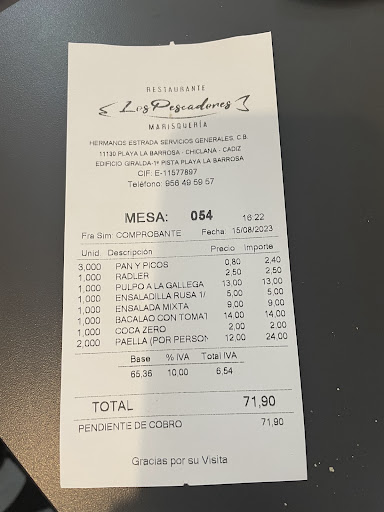 RESTAURANTE
Los Pescadores
MARISQUERÍA
HERMANOS ESTRADA SERVICIOS GENERALES, C.B.
11130 PLAYA LA BARROSA - CHICLANA - CADIZ
EDIFICIO GIRALDA-1ª PISTA PLAYA LA BARROSA
CIF: E-11577897
Teléfono: 956 49 59 57
MESA: 054 16:22
Fra Sim: COMPROBANTE Fecha: 15/08/2023
Unid. Descripción Precio Importe
3,000 PAN Y PICOS 0,80 2,40
1,000 RADLER 2,50 2,50
1,000 PULPO A LA GALLEGA 13,00 13,00
1,000 ENSALADILLA RUSA 1/ 5,00 5,00
1,000 ENSALADA MIXTA 9,00 9,00
1,000 BACALAO CON TOMAT 14,00 14,00
1,000 COCA ZERO 2,00 2,00
2,000 PAELLA (POR PERSON 12,00 24,00
Base % IVA Total IVA
65,36 10,00 6,54
TOTAL 71,90
PENDIENTE DE COBRO 71,90
Gracias por su Visita